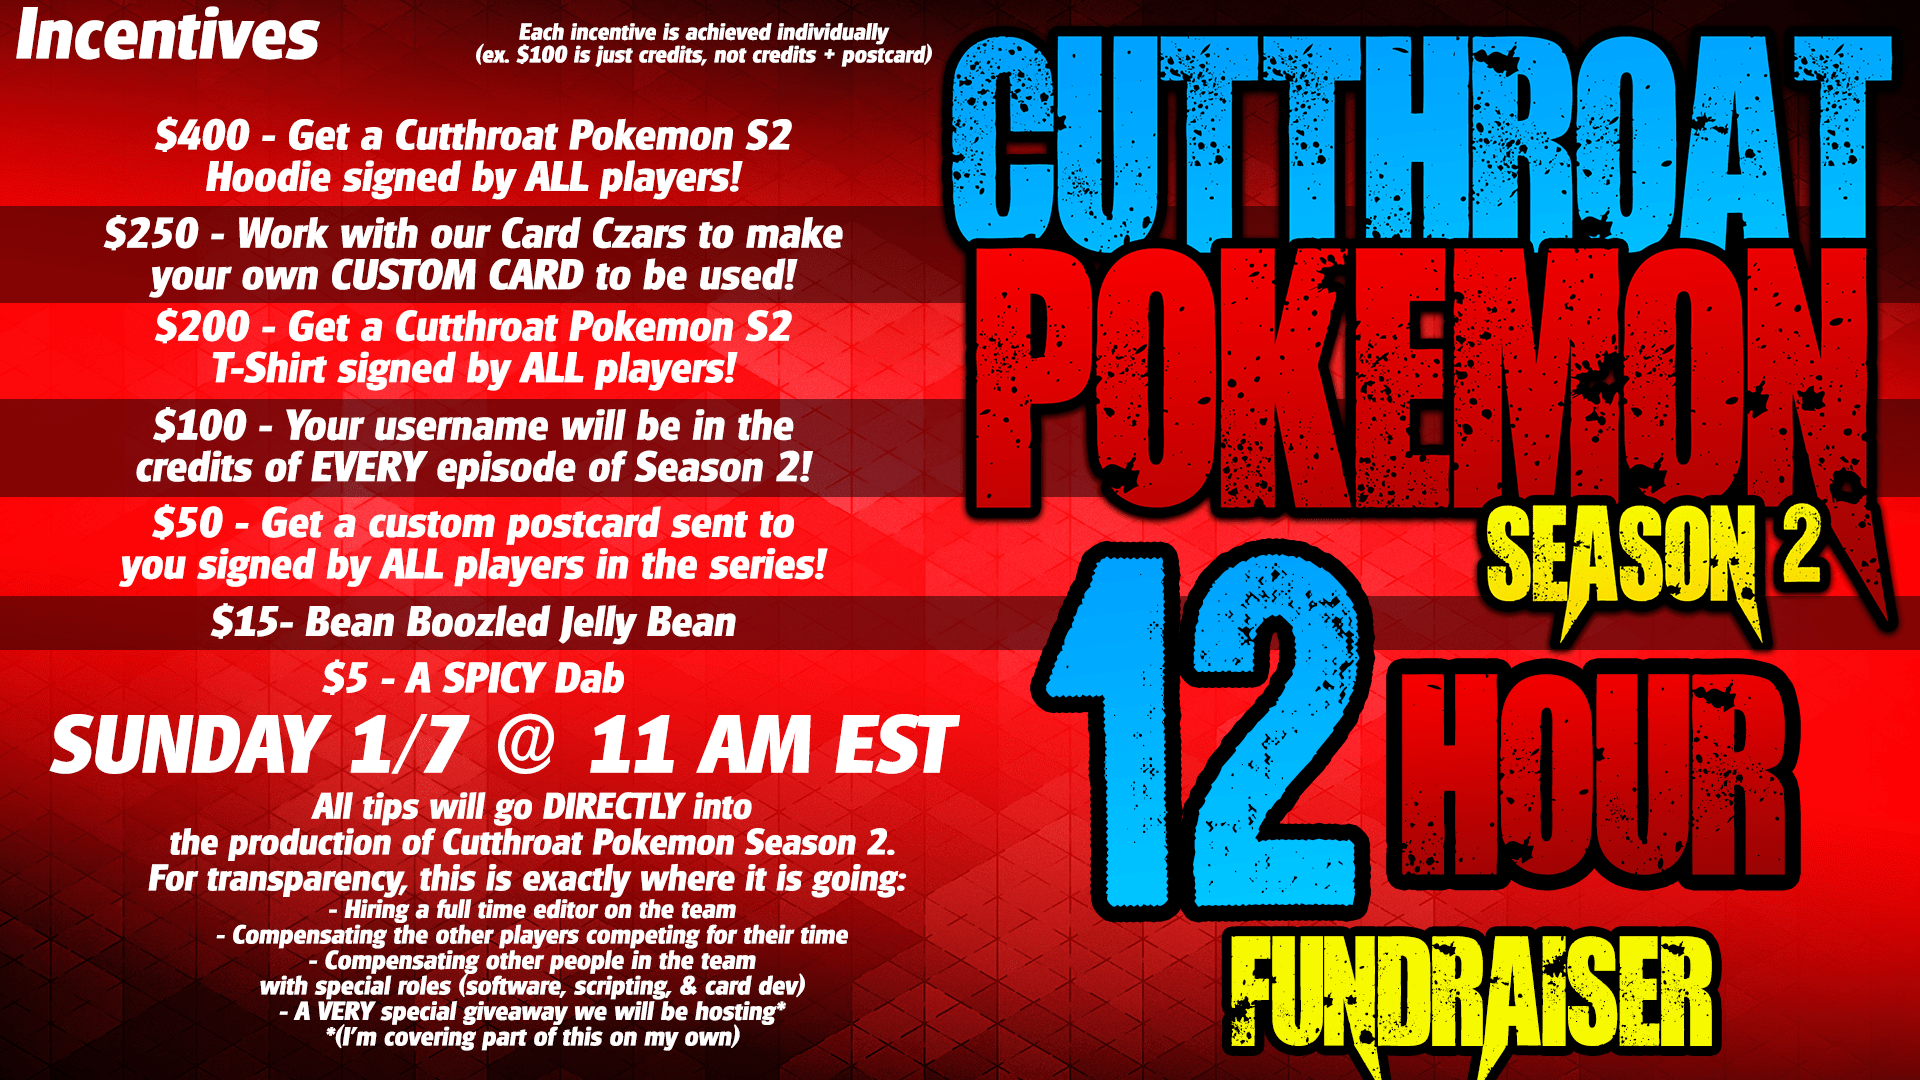 Incentives
Each incentive is achieved individually
(ex. $100 is just credits, not credits + postcard)
$400 - Get a Cutthroat Pokemon S2
Hoodie signed by ALL players!
$250 - Work with our Card Czars to make
your own CUSTOM CARD to be used!
$200 - Get a Cutthroat Pokemon S2
T-Shirt signed by ALL players!
$100 - Your username will be in the
credits of EVERY episode of Season 2!
$50 - Get a custom postcard sent to
you signed by ALL players in the series!
$15- Bean Boozled Jelly Bean
$5 - A SPICY Dab
SUNDAY 1/7 @ 11 AM EST
All tips will go DIRECTLY into
the production of Cutthroat Pokemon Season 2.
For transparency, this is exactly where it is going:
- Hiring a full time editor on the team
- Compensating the other players competing for their time
- Compensating other people in the team
with special roles (software, scripting, & card dev)
- A VERY special giveaway we will be hosting*
*(I'm covering part of this on my own)
CUTTHROAT
POKEMON
SEASON 2
12 HOUR
FUNDRAISER